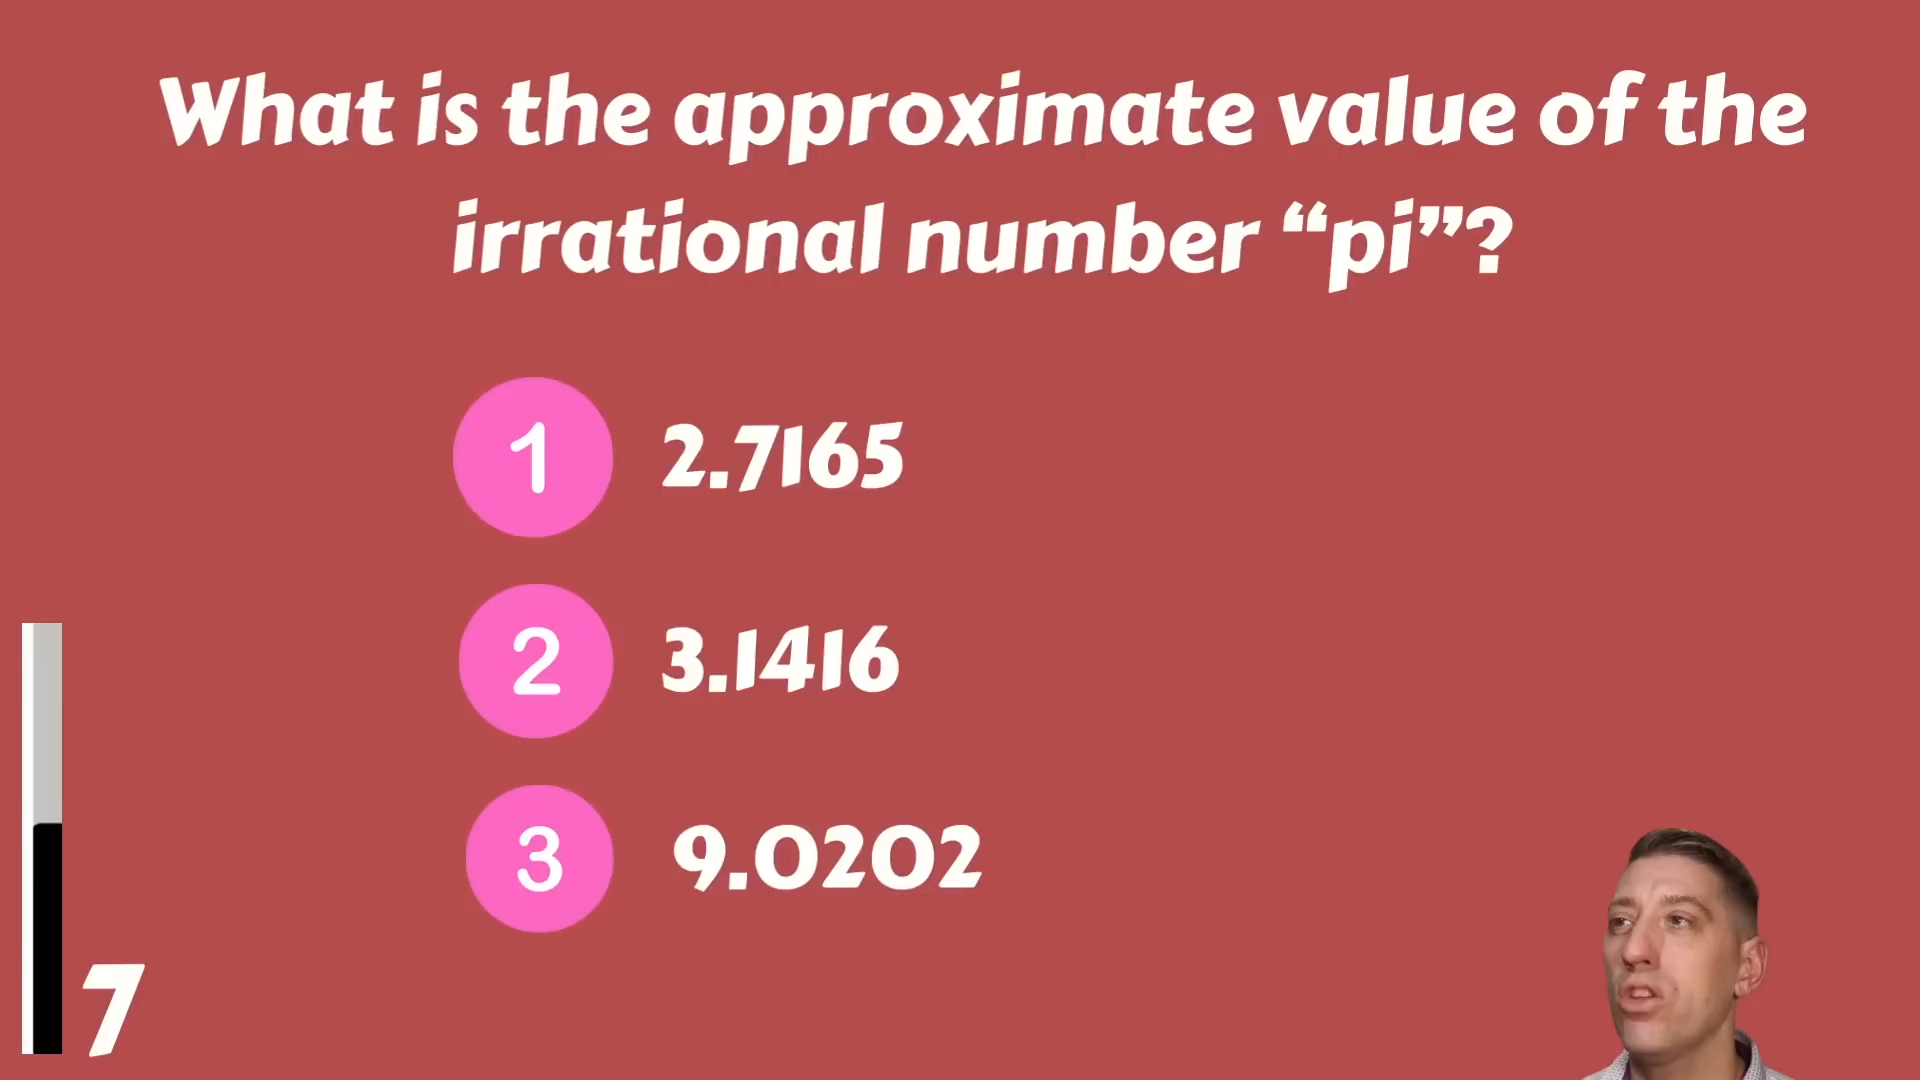 What is the approximate value of the
irrational number “pi”?
1 2.7165
2 3.1416
3 9.0202
7